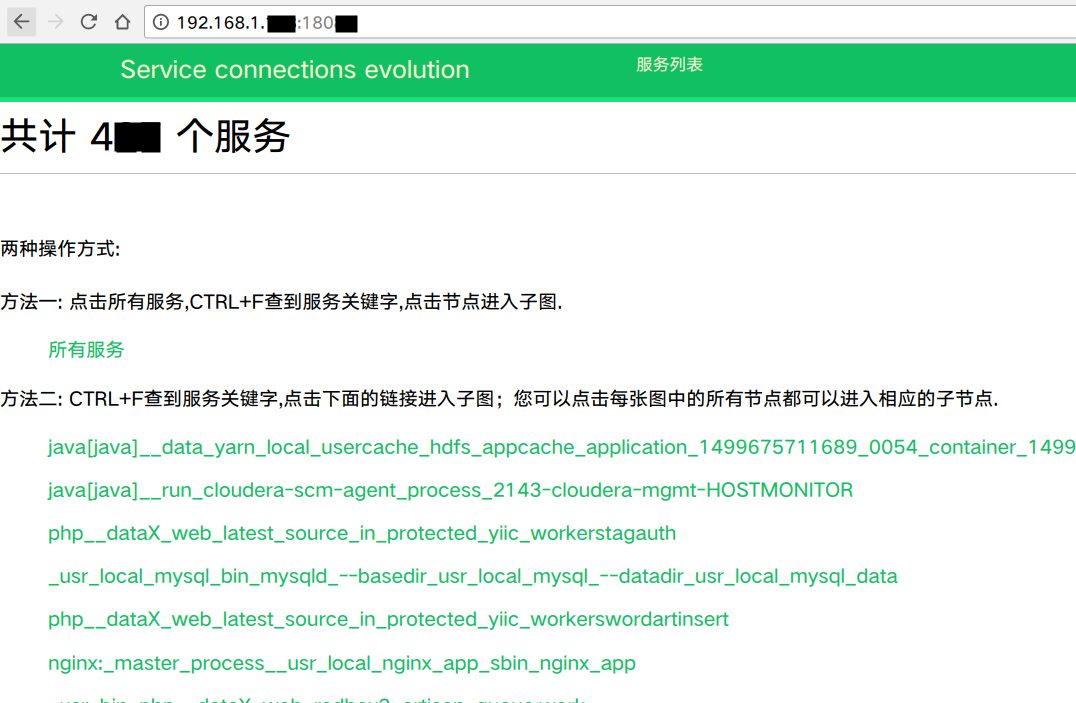 192.168.1. :180
Service connections evolution
服务列表
共计 4 个服务
两种操作方式:
方法一: 点击所有服务,CTRL+F查到服务关键字,点击节点进入子图.
所有服务
方法二: CTRL+F查到服务关键字,点击下面的链接进入子图；您可以点击每张图中的所有节点都可以进入相应的子节点.
java[java]__data_yarn_local_usercache_hdfs_appcache_application_1499675711689_0054_container_1499
java[java]__run_cloudera-scm-agent_process_2143-cloudera-mgmt-HOSTMONITOR
php__dataX_web_latest_source_in_protected_yiic_workerstagauth
_usr_local_mysql_bin_mysqld_--basedir_usr_local_mysql_--datadir_usr_local_mysql_data
php__dataX_web_latest_source_in_protected_yiic_workerswordartinsert
nginx:_master_process__usr_local_nginx_app_sbin_nginx_app